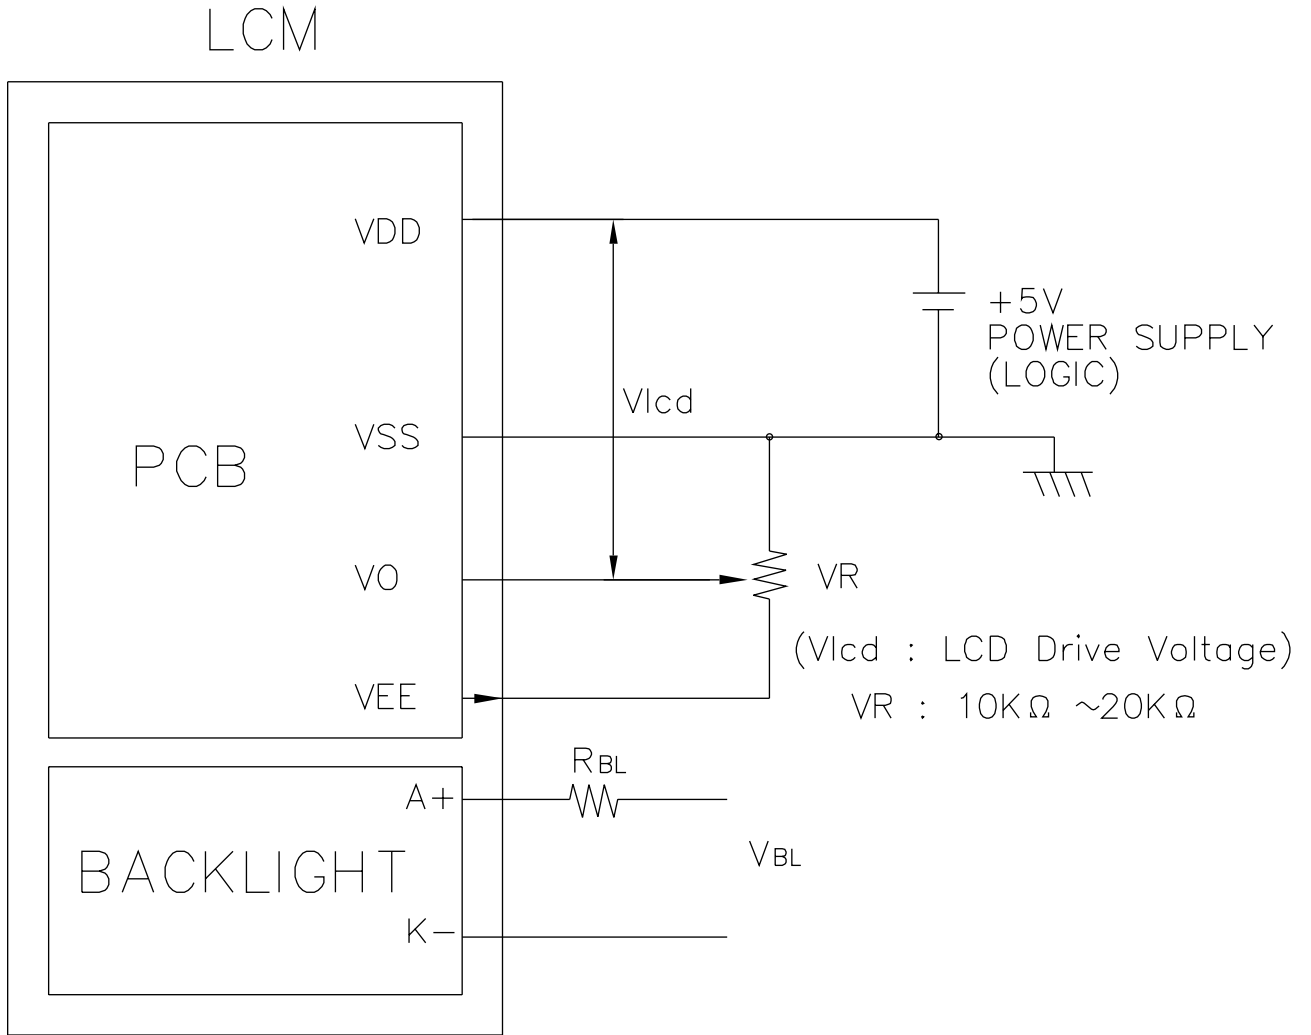 LCM
VDD
+5V
POWER SUPPLY
(LOGIC)
Vlcd
VSS
PCB
VO
VR
(Vlcd : LCD Drive Voltage)
VEE
VR : 10KΩ ~20KΩ
RBL
A+
VBL
BACKLIGHT
K-